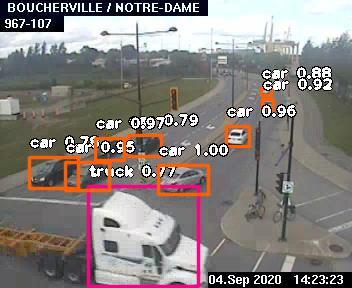 BOUCHERVILLE / NOTRE-DAME
967-107
car 0.88
car 0.92
car 0.96
0.79
car 0.97
car 0.95
car 1.00
truck 0.77
04.Sep 2020 14:23:23